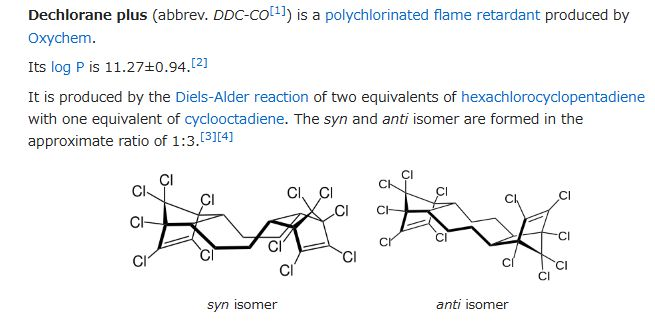 Dechlorane plus (abbrev. DDC-CO[1]) is a polychlorinated flame retardant produced by
Oxychem.
Its log P is 11.27±0.94.[2]
It is produced by the Diels-Alder reaction of two equivalents of hexachlorocyclopentadiene
with one equivalent of cyclooctadiene. The syn and anti isomer are formed in the
approximate ratio of 1:3.[3][4]
Cl Cl Cl Cl Cl Cl Cl Cl Cl Cl Cl Cl
Cl Cl Cl Cl Cl Cl Cl Cl Cl Cl Cl Cl
syn isomer
anti isomer